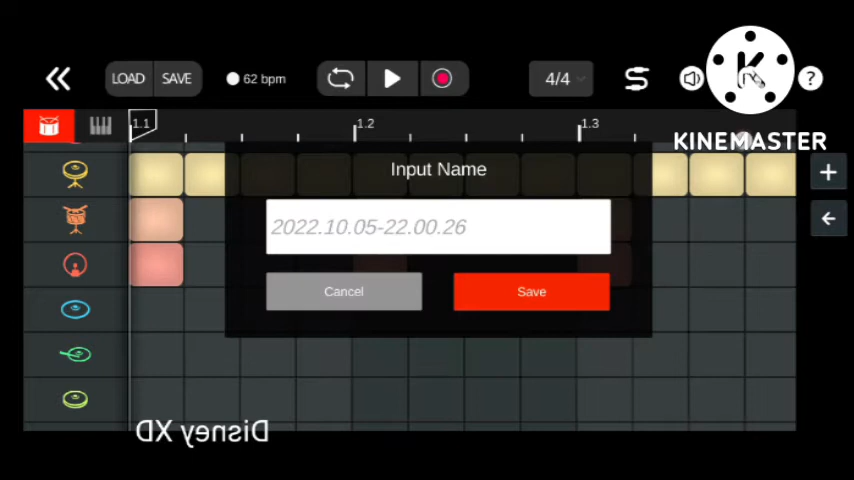 LOAD SAVE 62 bpm 4/4 ?
KINEMASTER
1.1 1.2 1.3
Input Name
2022.10.05-22.00.26
Cancel Save
Disney XD